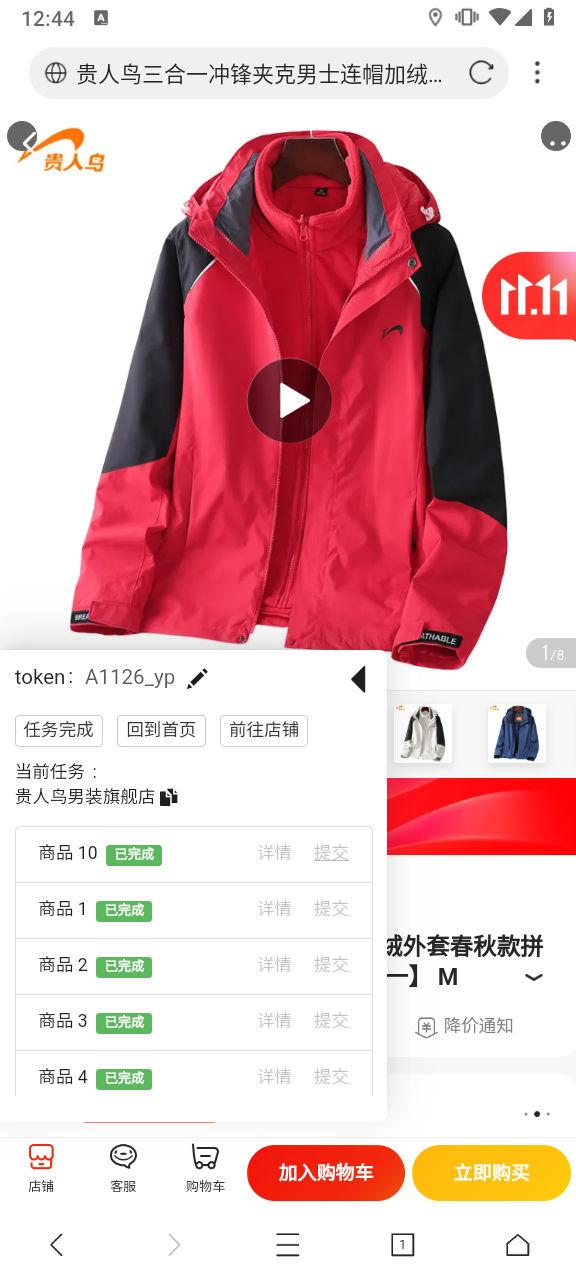 12:44
A
贵人鸟三合一冲锋夹克男士连帽加绒...
贵人鸟
11.11
BREA
ATHABLE
1/8
token: A1126_yp
任务完成 回到首页 前往店铺
当前任务：
贵人鸟男装旗舰店
商品 10 已完成 详情 提交
商品 1 已完成 详情 提交
商品 2 已完成 详情 提交
商品 3 已完成 详情 提交
商品 4 已完成 详情 提交
绒外套春秋款拼
一】 M
降价通知
店铺 客服 购物车 加入购物车 立即购买
1